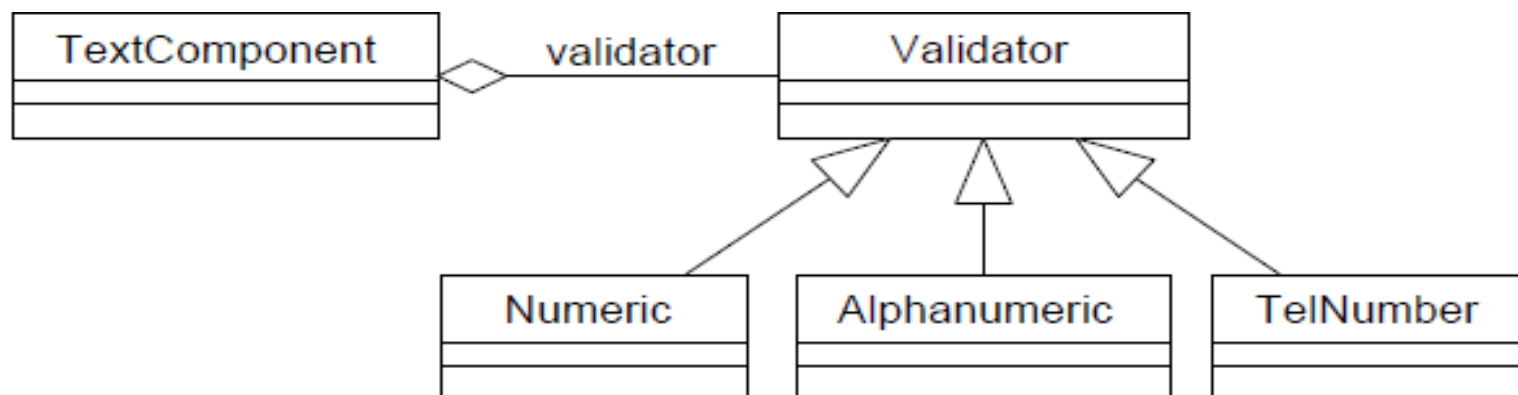 TextComponent
validator
Validator
Numeric
Alphanumeric
TelNumber